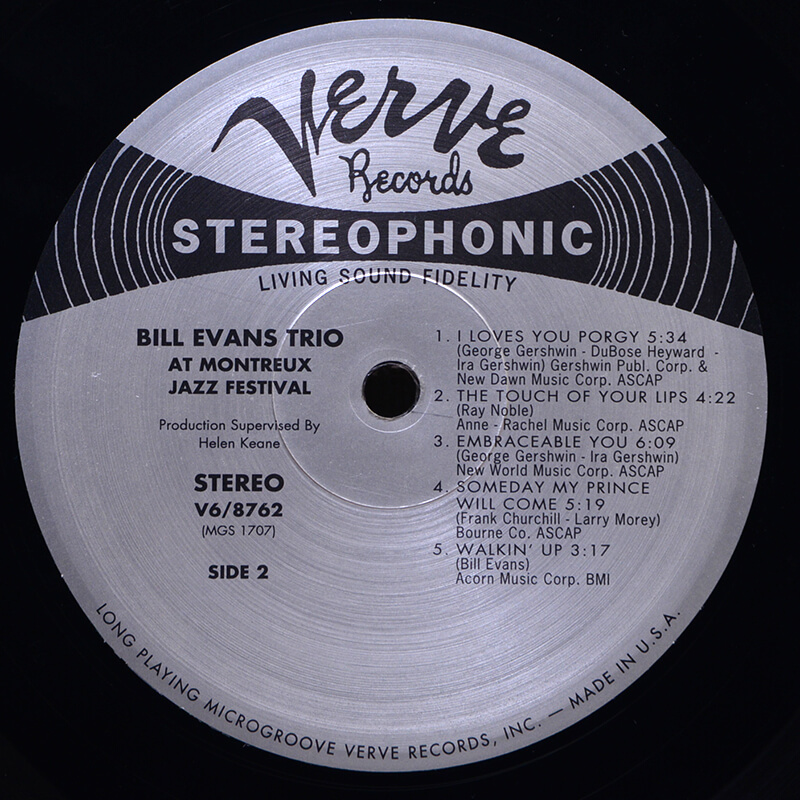 Verve
Records
STEREOPHONIC
LIVING SOUND FIDELITY
BILL EVANS TRIO
AT MONTREUX
JAZZ FESTIVAL
Production Supervised By
Helen Keane
STEREO
V6/8762
(MGS 1707)
SIDE 2
1. I LOVES YOU PORGY 5:34
(George Gershwin - DuBose Heyward -
Ira Gershwin) Gershwin Publ. Corp. &
New Dawn Music Corp. ASCAP
2. THE TOUCH OF YOUR LIPS 4:22
(Ray Noble)
Anne - Rachel Music Corp. ASCAP
3. EMBRACEABLE YOU 6:09
(George Gershwin - Ira Gershwin)
New World Music Corp. ASCAP
4. SOMEDAY MY PRINCE
WILL COME 5:19
(Frank Churchill - Larry Morey)
Bourne Co. ASCAP
5. WALKIN' UP 3:17
(Bill Evans)
Acorn Music Corp. BMI
LONG PLAYING MICROGROOVE VERVE RECORDS, INC. — MADE IN U.S.A.